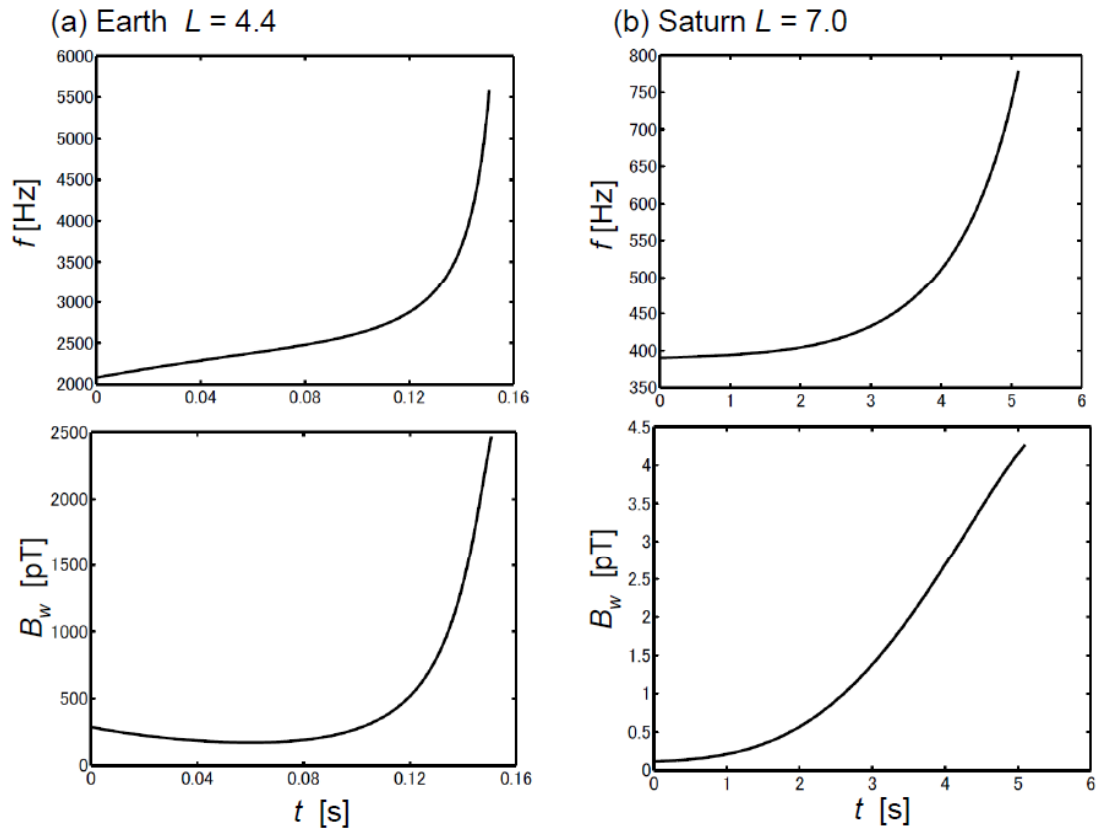 (a) Earth L = 4.4
6000
5500
5000
4500
4000
3500
3000
2500
2000
f [Hz]
0 0.04 0.08 0.12 0.16
2500
2000
1500
1000
500
0
B_w [pT]
0 0.04 0.08 0.12 0.16
t [s]
(b) Saturn L = 7.0
800
750
700
650
600
550
500
450
400
350
f [Hz]
0 1 2 3 4 5 6
4.5
4
3.5
3
2.5
2
1.5
1
0.5
0
B_w [pT]
0 1 2 3 4 5 6
t [s]